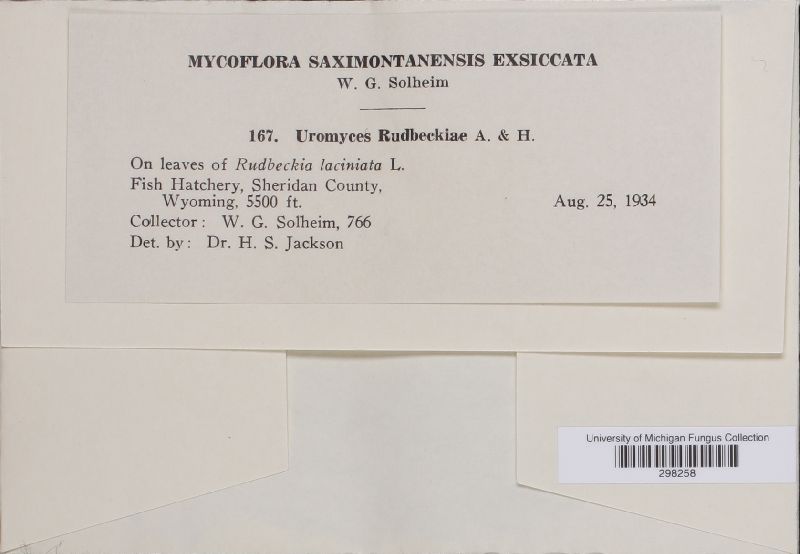 MYCOFLORA SAXIMONTANENSIS EXSICCATA
W. G. Solheim
167. Uromyces Rudbeckiae A. & H.
On leaves of Rudbeckia laciniata L.
Fish Hatchery, Sheridan County,
Wyoming, 5500 ft. Aug. 25, 1934
Collector: W. G. Solheim, 766
Det. by: Dr. H. S. Jackson
University of Michigan Fungus Collection
298258